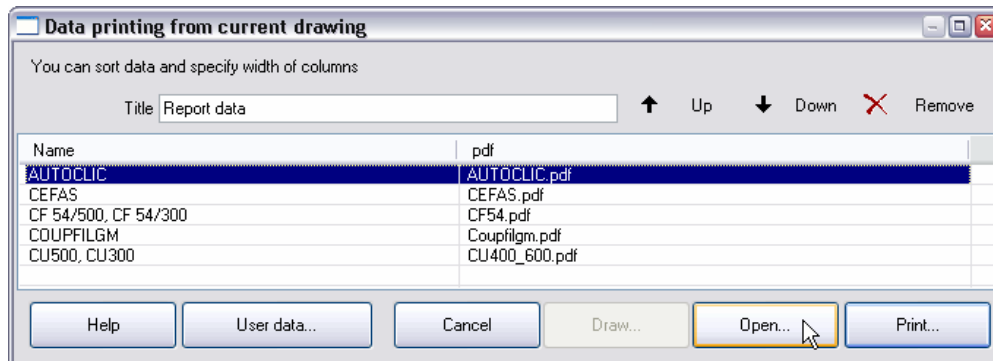 Data printing from current drawing
You can sort data and specify width of columns
Title Report data Up Down Remove
Name pdf
AUTOCLIC AUTOCLIC.pdf
CEFAS CEFAS.pdf
CF 54/500, CF 54/300 CF54.pdf
COUPFILGM Coupfilgm.pdf
CU500, CU300 CU400_600.pdf
Help User data... Cancel Draw... Open... Print...